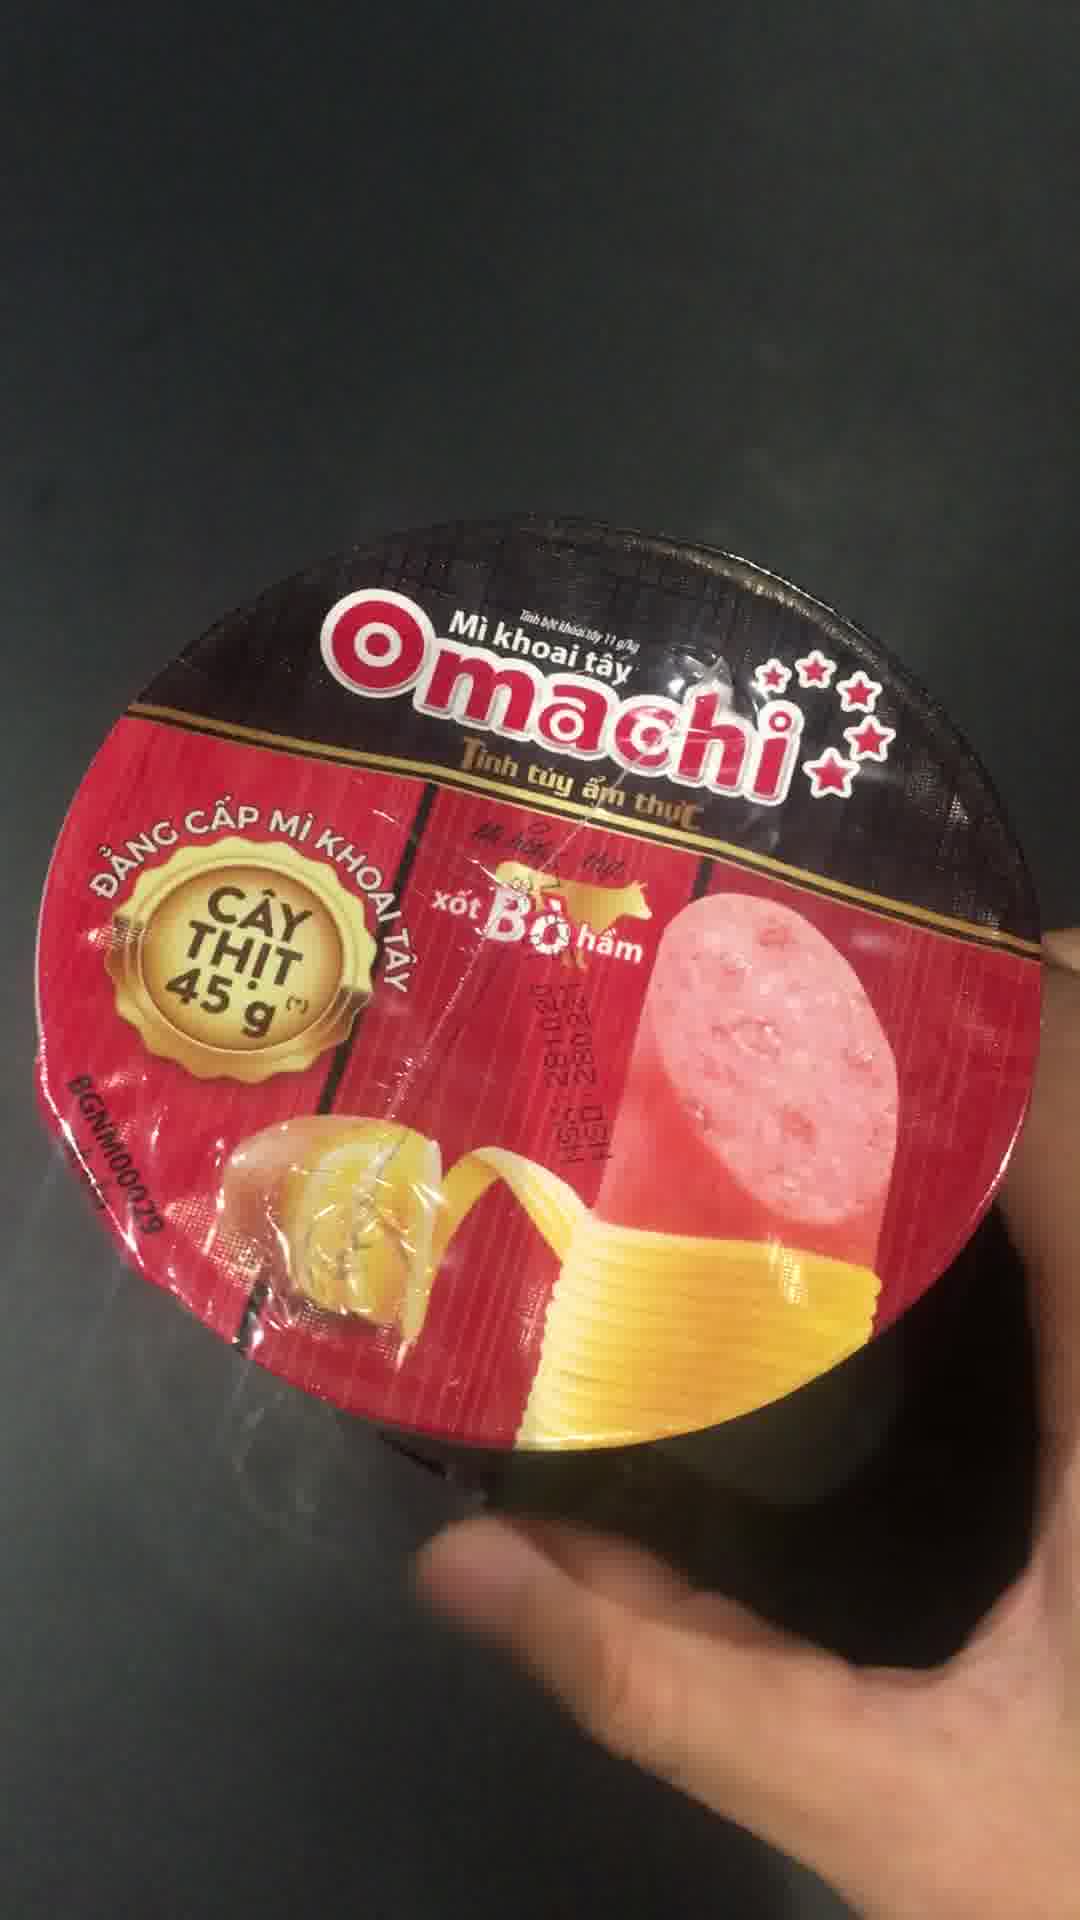 Tinh bột khoai tây 11 g/kg
Mì khoai tây
Omachi
Tinh túy ẩm thực
ĐẲNG CẤP MÌ KHOAI TÂY
CÂY
THỊT
45 g (3)
xốt Bò hầm
BGNM00029